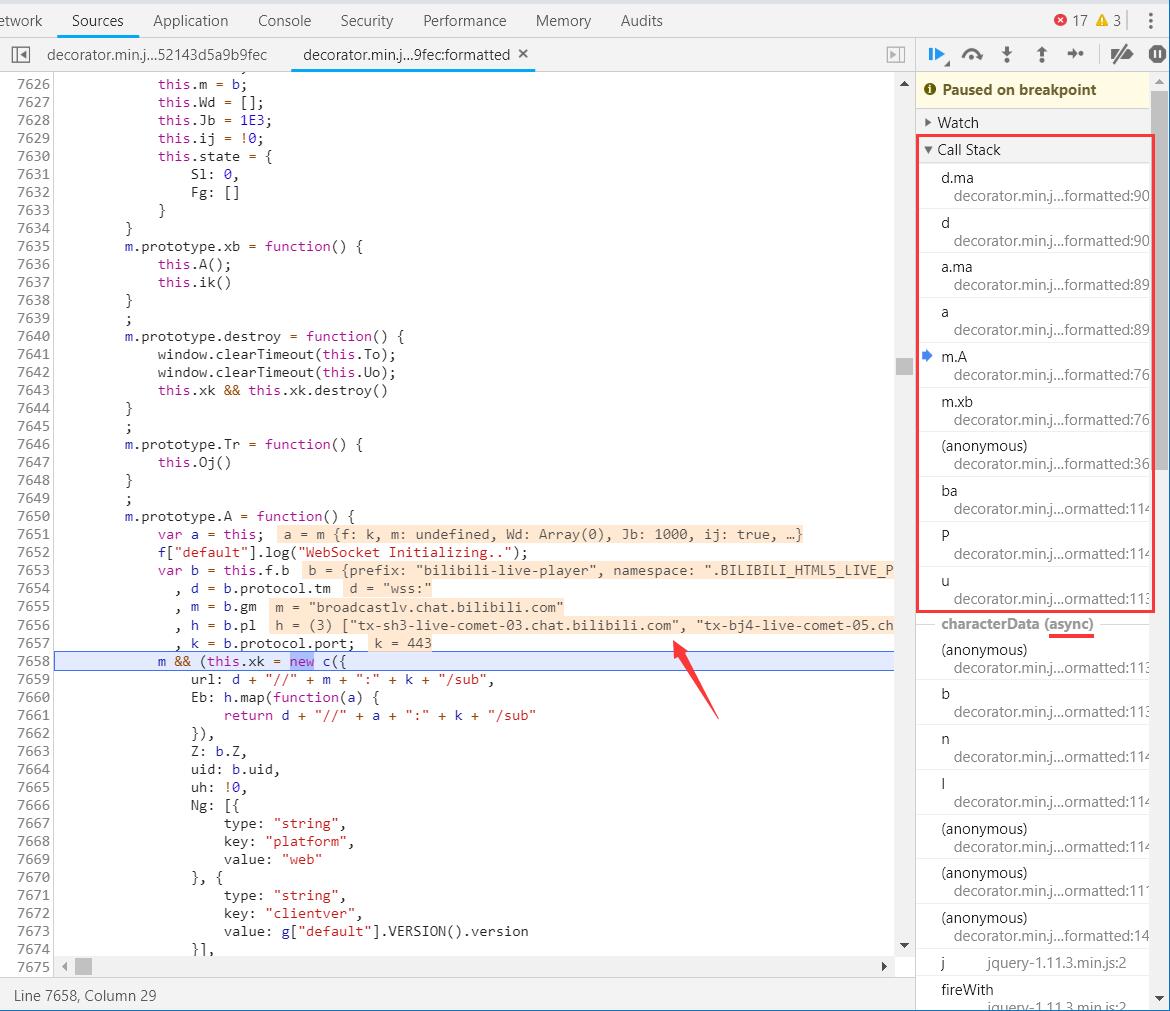 etwork Sources Application Console Security Performance Memory Audits 17 3
decorator.min.j...52143d5a9b9fec decorator.min.j...9fec:formatted ✕
7626 this.m = b;
7627 this.Wd = [];
7628 this.Jb = 1E3;
7629 this.ij = !0;
7630 this.state = {
7631 Sl: 0,
7632 Fg: []
7633 }
7634 }
7635 m.prototype.xb = function() {
7636 this.A();
7637 this.ik()
7638 }
7639 ;
7640 m.prototype.destroy = function() {
7641 window.clearTimeout(this.To);
7642 window.clearTimeout(this.Uo);
7643 this.xk && this.xk.destroy()
7644 }
7645 ;
7646 m.prototype.Tr = function() {
7647 this.Oj()
7648 }
7649 ;
7650 m.prototype.A = function() {
7651 var a = this; a = m {f: k, m: undefined, Wd: Array(0), Jb: 1000, ij: true, …}
7652 f["default"].log("WebSocket Initializing..");
7653 var b = this.f.b b = {prefix: "bilibili-live-player", namespace: ".BILIBILI_HTML5_LIVE_P
7654 , d = b.protocol.tm d = "wss:"
7655 , m = b.gm m = "broadcastlv.chat.bilibili.com"
7656 , h = b.pl h = (3) ["tx-sh3-live-comet-03.chat.bilibili.com", "tx-bj4-live-comet-05.ch
7657 , k = b.protocol.port; k = 443
7658 m && (this.xk = new c({
7659 url: d + "//" + m + ":" + k + "/sub",
7660 Eb: h.map(function(a) {
7661 return d + "//" + a + ":" + k + "/sub"
7662 }),
7663 Z: b.Z,
7664 uid: b.uid,
7665 uh: !0,
7666 Ng: [{
7667 type: "string",
7668 key: "platform",
7669 value: "web"
7670 }, {
7671 type: "string",
7672 key: "clientver",
7673 value: g["default"].VERSION().version
7674 }],
7675
Line 7658, Column 29
Paused on breakpoint
Watch
Call Stack
d.ma
decorator.min.j...formatted:90
d
decorator.min.j...formatted:90
a.ma
decorator.min.j...formatted:89
a
decorator.min.j...formatted:89
m.A
decorator.min.j...formatted:76
m.xb
decorator.min.j...formatted:76
(anonymous)
decorator.min.j...formatted:36
ba
decorator.min.j...ormatted:114
P
decorator.min.j...ormatted:114
u
decorator.min.j...ormatted:113
characterData (async)
(anonymous)
decorator.min.j...ormatted:113
b
decorator.min.j...ormatted:113
n
decorator.min.j...ormatted:114
l
decorator.min.j...ormatted:114
(anonymous)
decorator.min.j...ormatted:114
(anonymous)
decorator.min.j...ormatted:111
(anonymous)
decorator.min.j...formatted:14
j jquery-1.11.3.min.js:2
fireWith
jquery-1.11.3.min.js:2